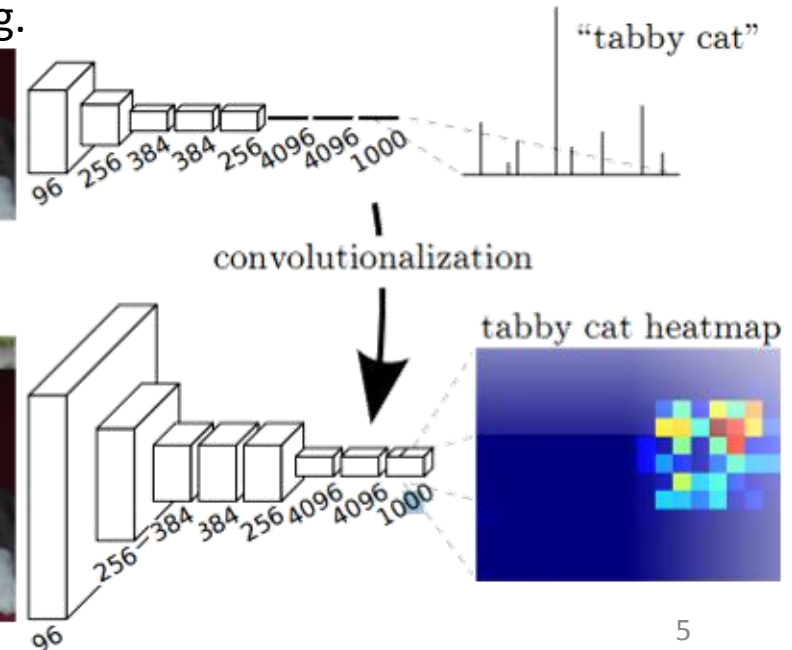 g.
"tabby cat"
96 256 384 384 256 4096 4096 1000
convolutionalization
tabby cat heatmap
96 256 384 384 256 4096 4096 1000
5